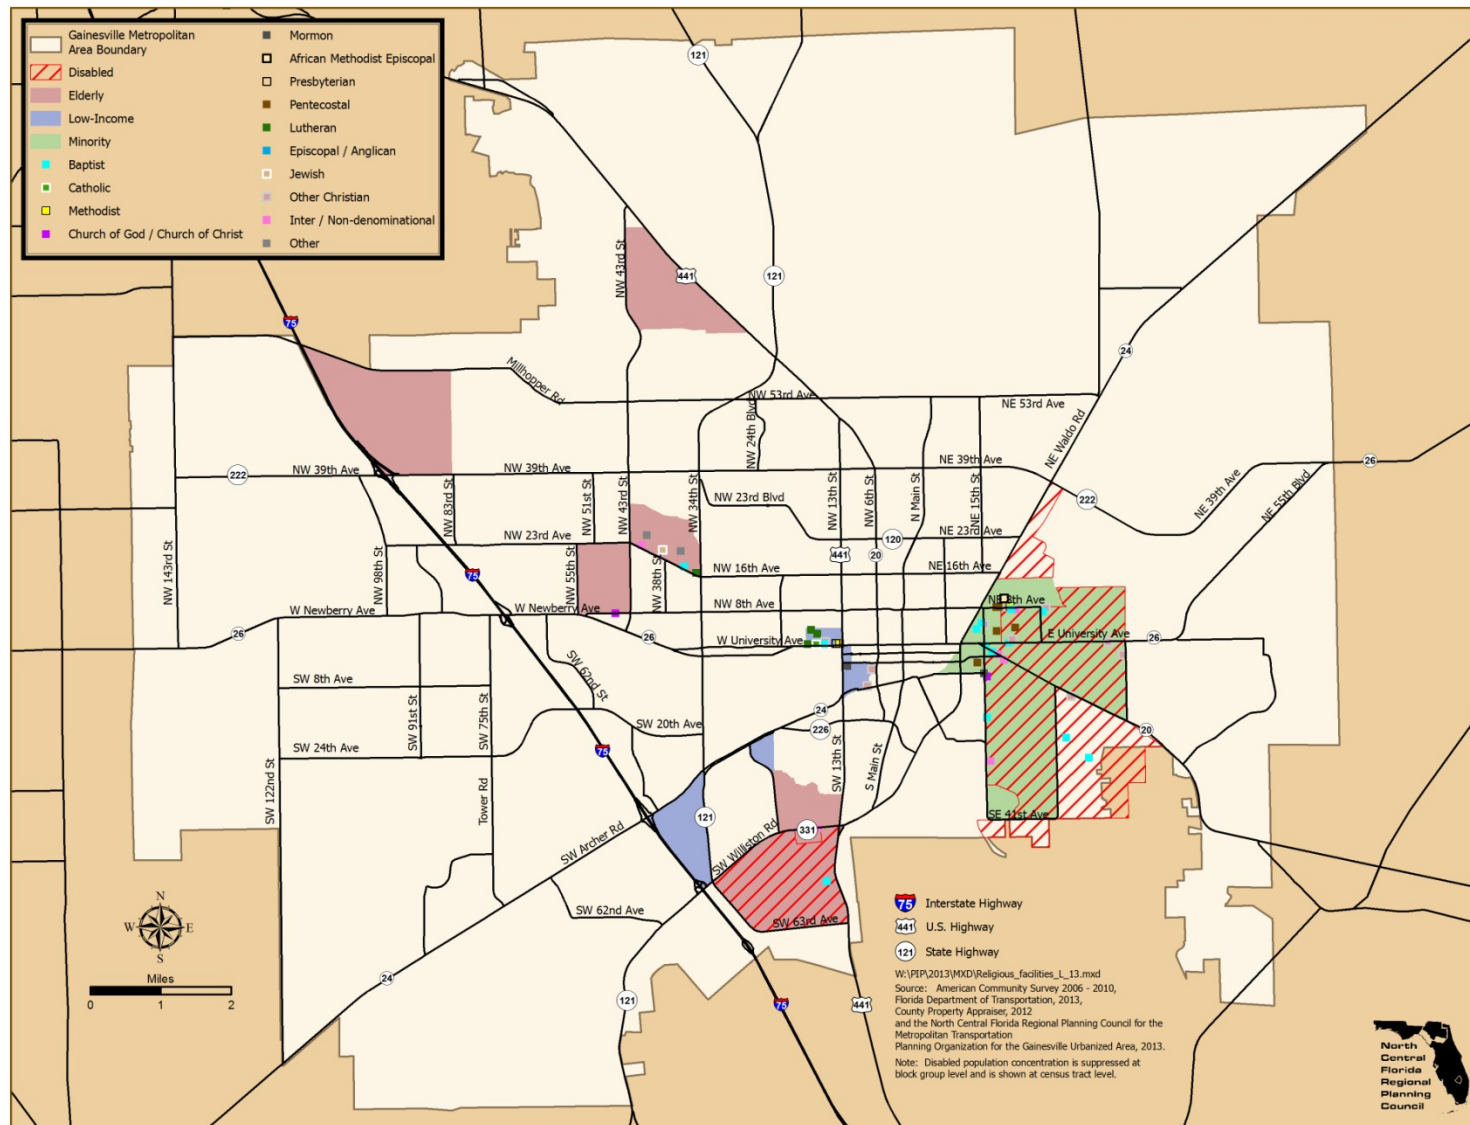 Gainesville Metropolitan
Area Boundary
Disabled
Elderly
Low-Income
Minority
Baptist
Catholic
Methodist
Church of God / Church of Christ
Mormon
African Methodist Episcopal
Presbyterian
Pentecostal
Lutheran
Episcopal / Anglican
Jewish
Other Christian
Inter / Non-denominational
Other
121
NW 43rd St
441
121
75
24
Millhopper Rd
NW 53rd Ave
NE 53rd Ave
NW 24th Blvd
NE Waldo Rd
222
NW 39th Ave
NW 39th Ave
NE 39th Ave
26
NW 83rd St
NW 51st St
NW 43rd St
NW 34th St
NW 23rd Blvd
NW 13th St
NW 6th St
N Main St
NE 15th St
222
NE 39th Ave
NE 55th Blvd
NW 143rd St
NW 98th St
NW 23rd Ave
NW 55th St
NW 38th St
441
20
120
NE 23rd Ave
75
NW 16th Ave
NE 16th Ave
W Newberry Ave
W Newberry Ave
NW 8th Ave
NE 8th Ave
26
26
W University Ave
E University Ave
26
SW 62nd St
SW 8th Ave
SW 91st St
SW 75th St
24
SW 20th Ave
226
20
SW 24th Ave
75
SW 122nd St
Tower Rd
SW 13th St
S Main St
121
SW Archer Rd
SW Williston Rd
331
SE 41st Ave
SW 62nd Ave
SW 63rd Ave
24
121
75
441
N
W
E
S
Miles
0
1
2
75
Interstate Highway
441
U.S. Highway
121
State Highway
W:\PIP\2013\MXD\Religious_facilities_L_13.mxd
Source: American Community Survey 2006 - 2010,
Florida Department of Transportation, 2013,
County Property Appraiser, 2012
and the North Central Florida Regional Planning Council for the
Metropolitan Transportation
Planning Organization for the Gainesville Urbanized Area, 2013.
Note: Disabled population concentration is suppressed at
block group level and is shown at census tract level.
North
Central
Florida
Regional
Planning
Council